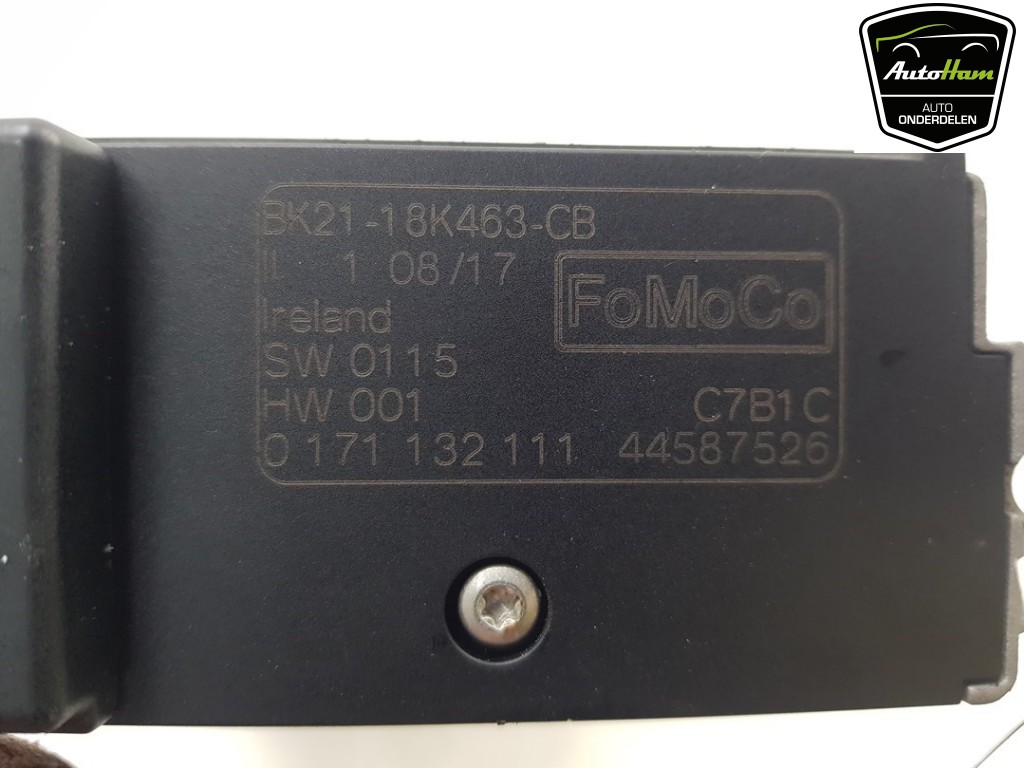 AutoHam
AUTO
ONDERDELEN
BK21-18K463-CB
1 08/17
FoMoCo
Ireland
SW 0115
HW 001 C7B1C
0 171 132 111 44587526